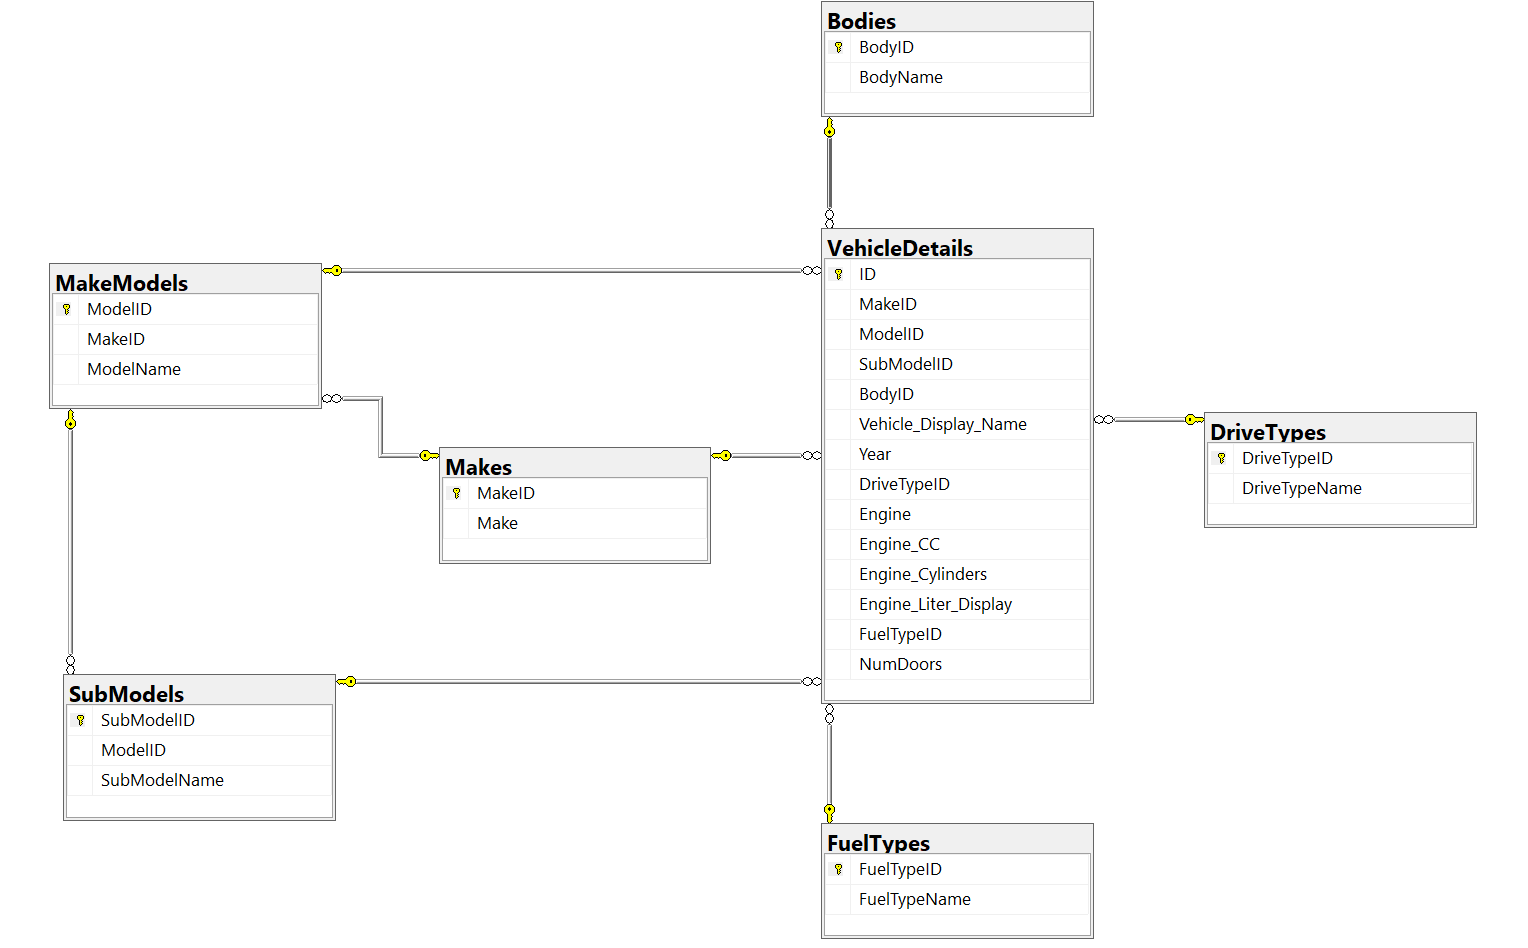 Bodies
BodyID
BodyName
VehicleDetails
ID
MakeID
ModelID
SubModelID
BodyID
Vehicle_Display_Name
Year
DriveTypeID
Engine
Engine_CC
Engine_Cylinders
Engine_Liter_Display
FuelTypeID
NumDoors
MakeModels
ModelID
MakeID
ModelName
Makes
MakeID
Make
DriveTypes
DriveTypeID
DriveTypeName
SubModels
SubModelID
ModelID
SubModelName
FuelTypes
FuelTypeID
FuelTypeName